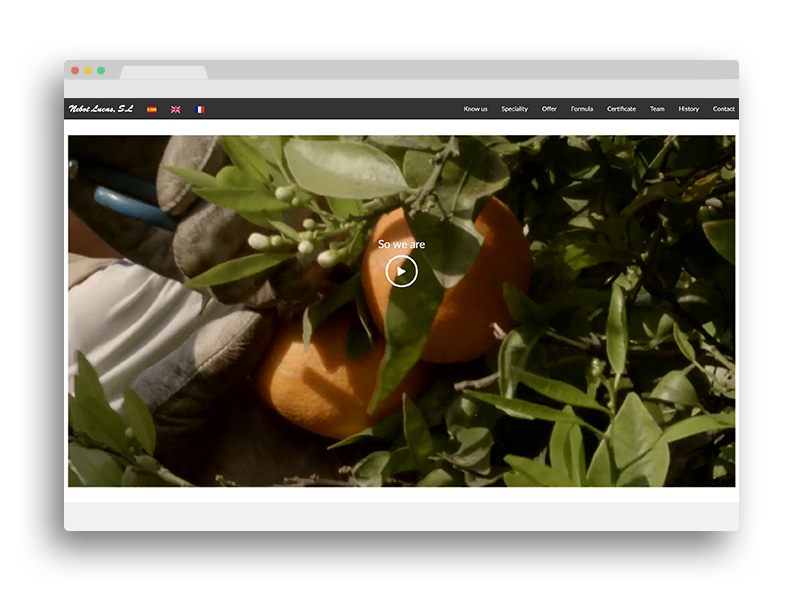 Nebot Lucas, S.L
Know us Speciality Offer Formula Certificate Team History Contact
So we are